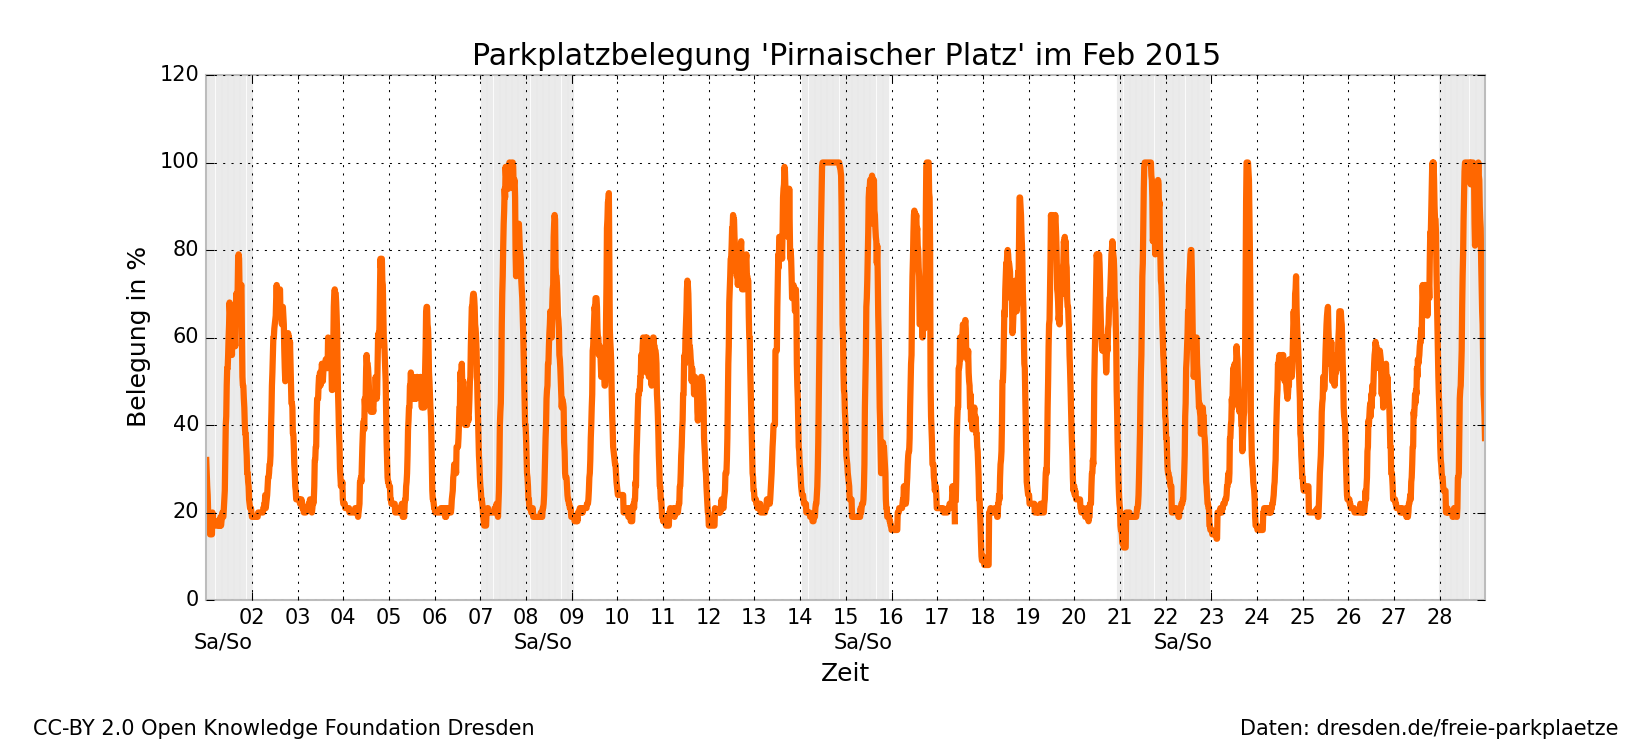 Parkplatzbelegung 'Pirnaischer Platz' im Feb 2015
120
100
80
60
40
20
0
Belegung in %
02 03 04 05 06 07 08 09 10 11 12 13 14 15 16 17 18 19 20 21 22 23 24 25 26 27 28
Sa/So Sa/So Sa/So Sa/So
Zeit
CC-BY 2.0 Open Knowledge Foundation Dresden
Daten: dresden.de/freie-parkplaetze